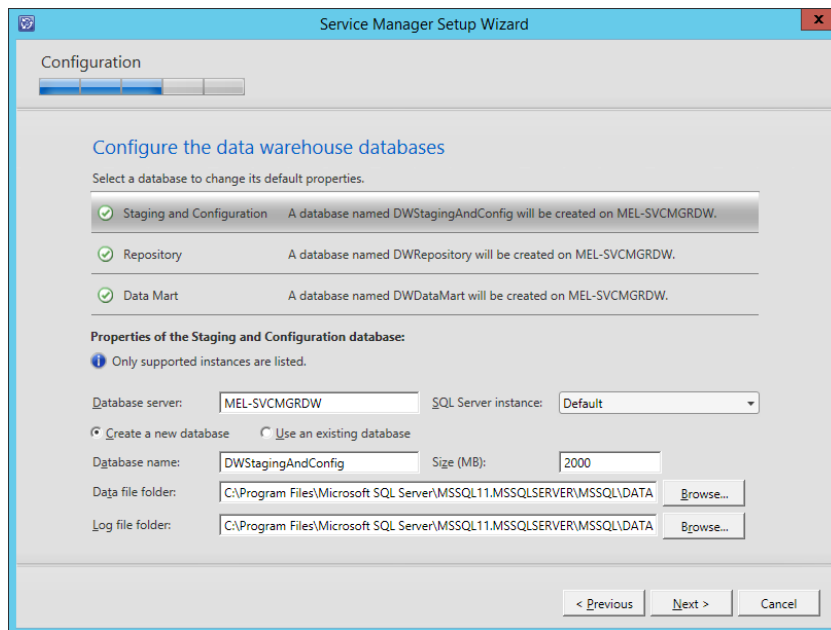 Service Manager Setup Wizard
x
Configuration
Configure the data warehouse databases
Select a database to change its default properties.
Staging and Configuration A database named DWStagingAndConfig will be created on MEL-SVCMGRDW.
Repository A database named DWRepository will be created on MEL-SVCMGRDW.
Data Mart A database named DWDataMart will be created on MEL-SVCMGRDW.
Properties of the Staging and Configuration database:
Only supported instances are listed.
Database server: MEL-SVCMGRDW SQL Server instance: Default
Create a new database Use an existing database
Database name: DWStagingAndConfig Size (MB): 2000
Data file folder: C:\Program Files\Microsoft SQL Server\MSSQL11.MSSQLSERVER\MSSQL\DATA Browse...
Log file folder: C:\Program Files\Microsoft SQL Server\MSSQL11.MSSQLSERVER\MSSQL\DATA Browse...
< Previous Next > Cancel